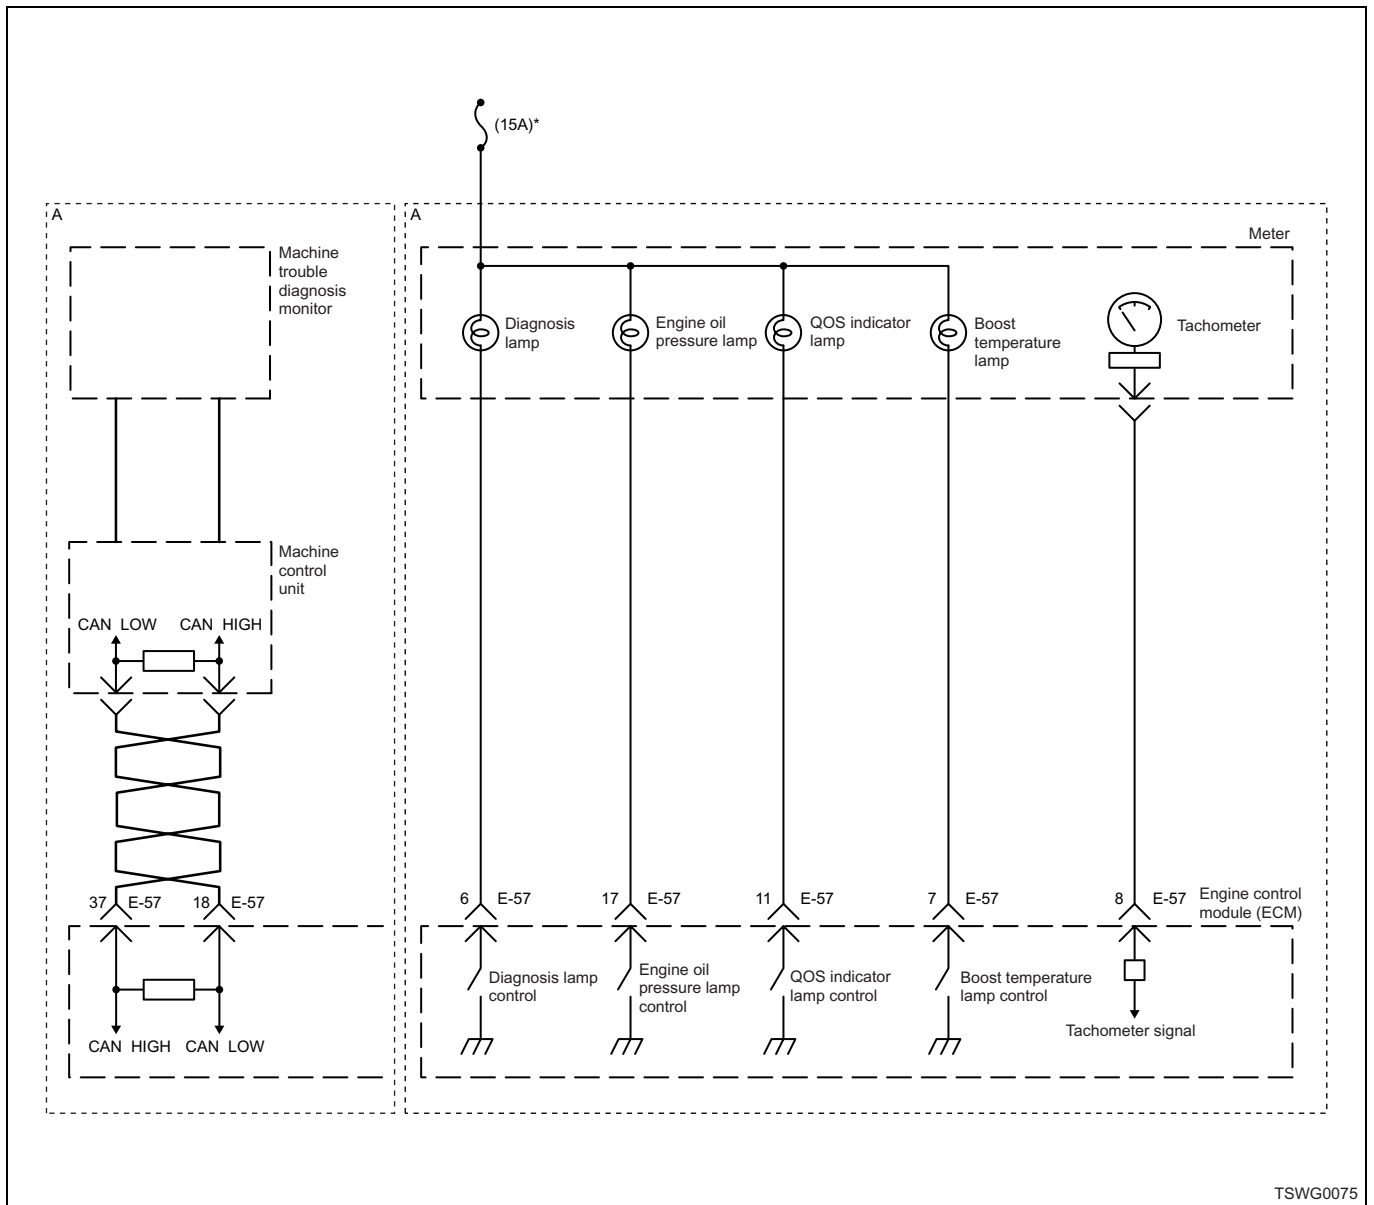 (15A)*
A
A
Meter
Machine
trouble
diagnosis
monitor
Diagnosis
lamp
Engine oil
pressure lamp
QOS indicator
lamp
Boost
temperature
lamp
Tachometer
Machine
control
unit
CAN LOW CAN HIGH
37 E-57 18 E-57
6 E-57 17 E-57 11 E-57 7 E-57 8 E-57
Engine control
module (ECM)
Diagnosis lamp
control
Engine oil
pressure lamp
control
QOS indicator
lamp control
Boost temperature
lamp control
Tachometer signal
CAN HIGH CAN LOW
TSWG0075